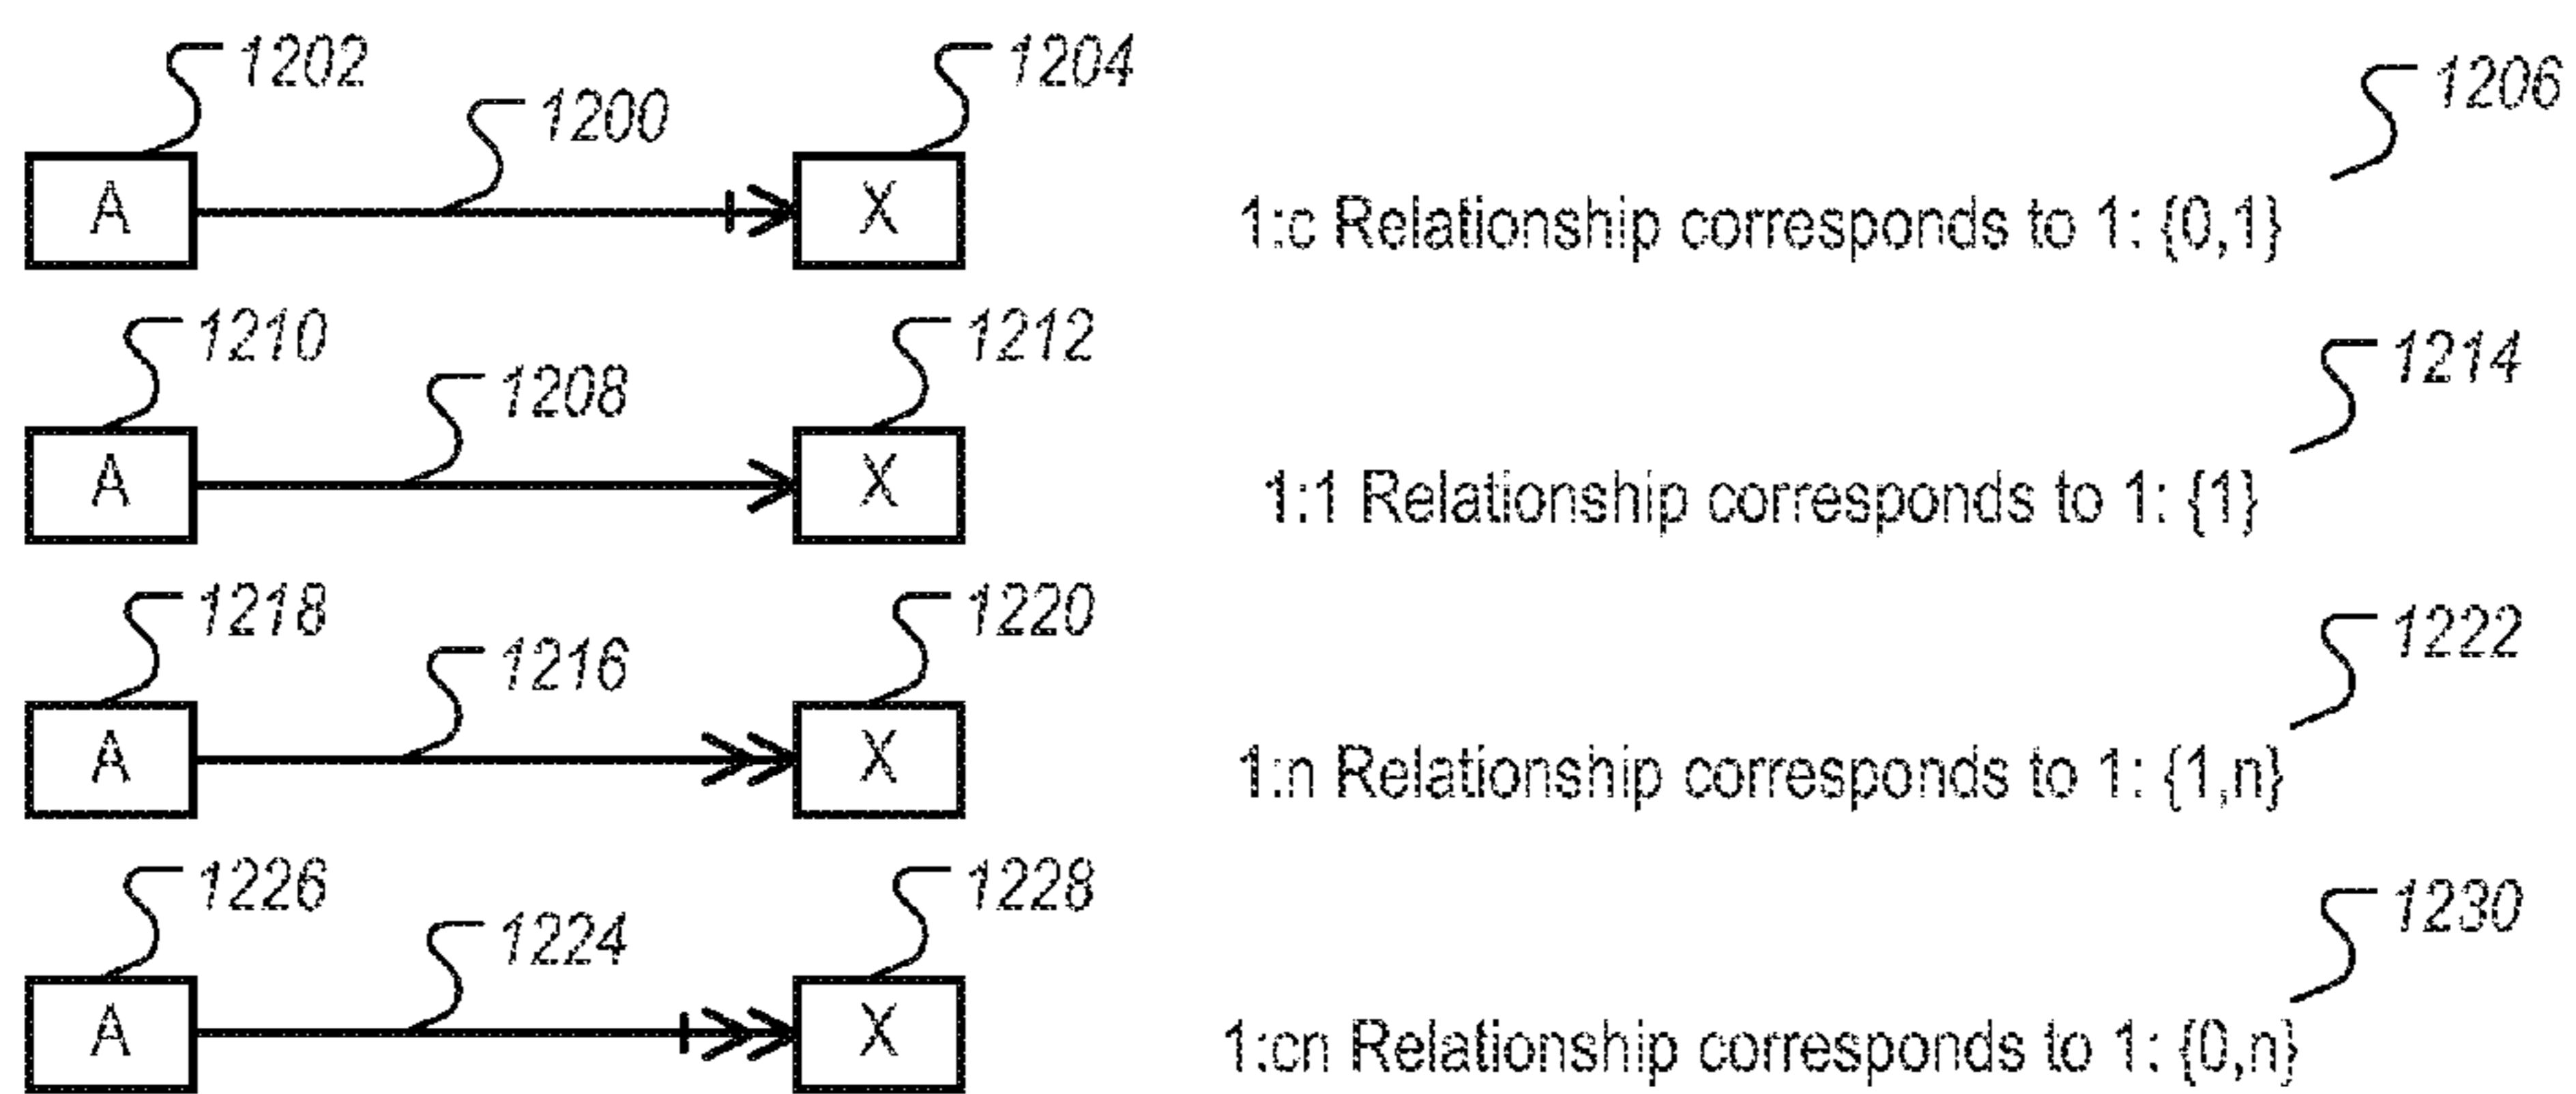 1202
1204
1200
1206
A
X
1:c Relationship corresponds to 1: {0,1}
1210
1212
1208
1214
A
X
1:1 Relationship corresponds to 1: {1}
1218
1220
1216
1222
A
X
1:n Relationship corresponds to 1: {1,n}
1226
1228
1224
1230
A
X
1:cn Relationship corresponds to 1: {0,n}